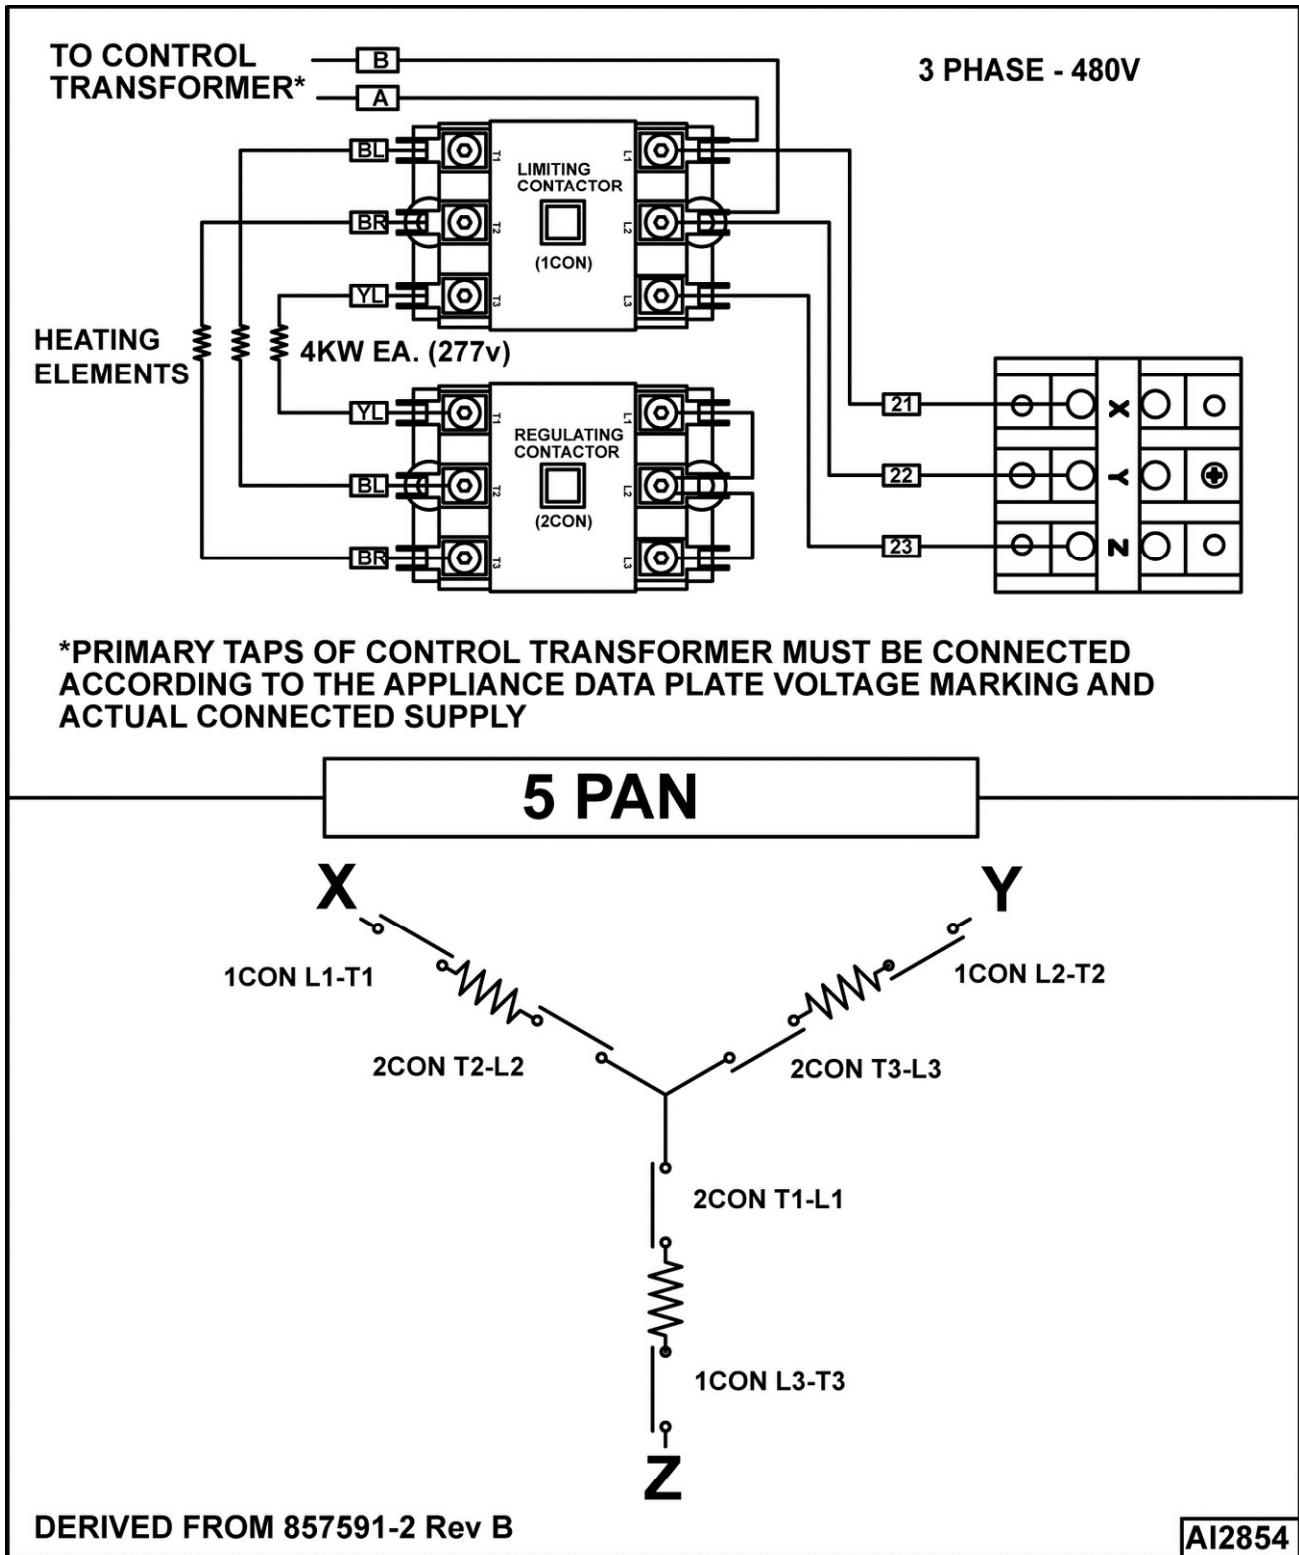 TO CONTROL
TRANSFORMER*
B
A
3 PHASE - 480V
BL
BR
YL
T1
T2
T3
LIMITING
CONTACTOR
(1CON)
L1
L2
L3
HEATING
ELEMENTS
4KW EA. (277v)
YL
BL
BR
T1
T2
T3
REGULATING
CONTACTOR
(2CON)
L1
L2
L3
21
22
23
X
Y
Z
*PRIMARY TAPS OF CONTROL TRANSFORMER MUST BE CONNECTED
ACCORDING TO THE APPLIANCE DATA PLATE VOLTAGE MARKING AND
ACTUAL CONNECTED SUPPLY
5 PAN
X
Y
1CON L1-T1
1CON L2-T2
2CON T2-L2
2CON T3-L3
2CON T1-L1
1CON L3-T3
Z
DERIVED FROM 857591-2 Rev B
AI2854